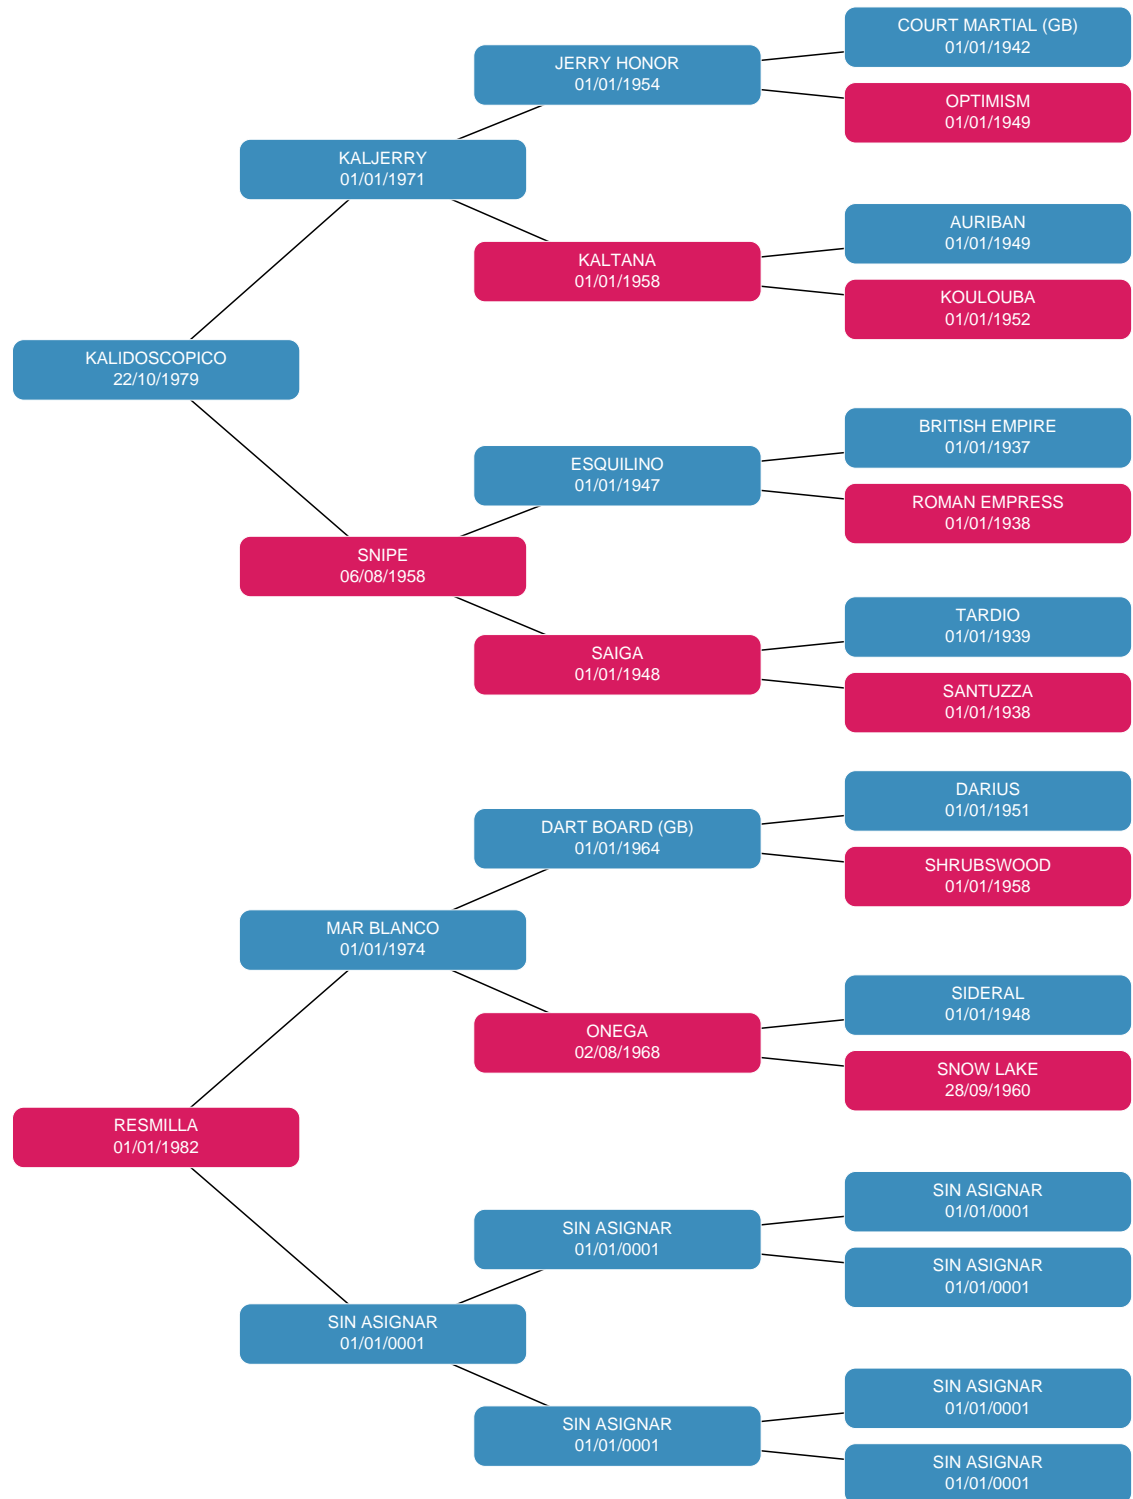 COURT MARTIAL (GB)
01/01/1942
JERRY HONOR
01/01/1954
OPTIMISM
01/01/1949
KALJERRY
01/01/1971
AURIBAN
01/01/1949
KALTANA
01/01/1958
KOULOUBA
01/01/1952
KALIDOSCOPICO
22/10/1979
BRITISH EMPIRE
01/01/1937
ESQUILINO
01/01/1947
ROMAN EMPRESS
01/01/1938
SNIPE
06/08/1958
TARDIO
01/01/1939
SAIGA
01/01/1948
SANTUZZA
01/01/1938
DARIUS
01/01/1951
DART BOARD (GB)
01/01/1964
SHRUBSWOOD
01/01/1958
MAR BLANCO
01/01/1974
SIDERAL
01/01/1948
ONEGA
02/08/1968
SNOW LAKE
28/09/1960
RESMILLA
01/01/1982
SIN ASIGNAR
01/01/0001
SIN ASIGNAR
01/01/0001
SIN ASIGNAR
01/01/0001
SIN ASIGNAR
01/01/0001
SIN ASIGNAR
01/01/0001
SIN ASIGNAR
01/01/0001
SIN ASIGNAR
01/01/0001